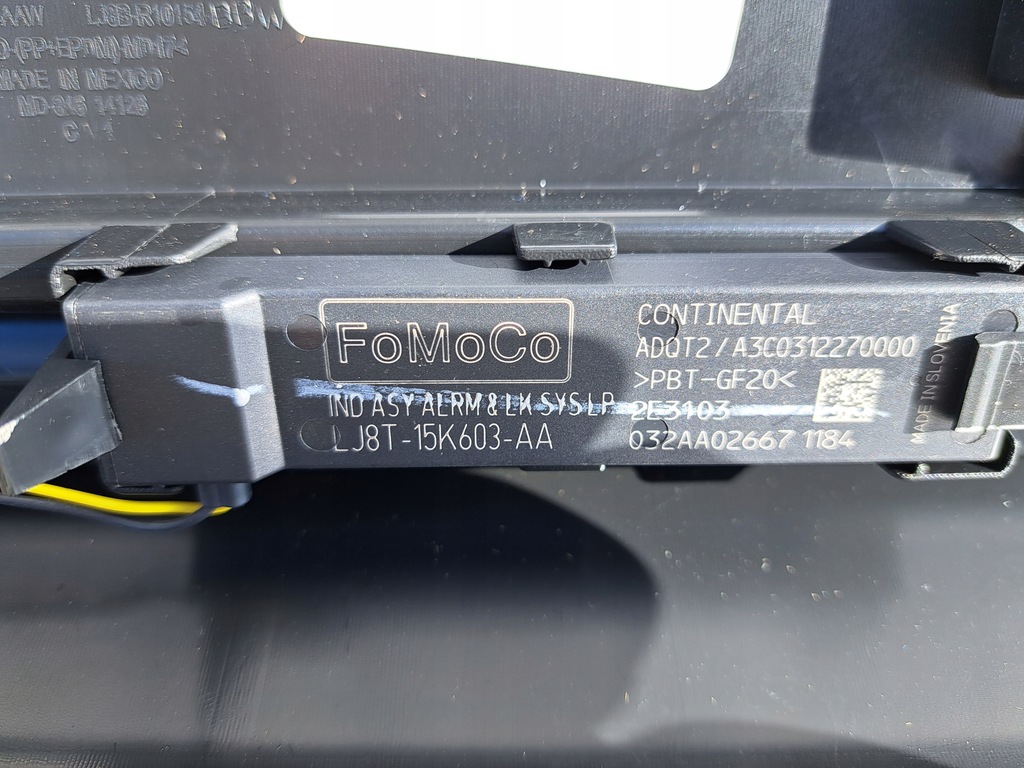 MADE IN MEXICO
FoMoCo
IND ASY ALRM & LK SYS LP
LJ8T-15K603-AA
CONTINENTAL
ADQT2/A3C0312270000
>PBT-GF20<
2E3103
032AA02667 1184
MADE IN SLOVENIA